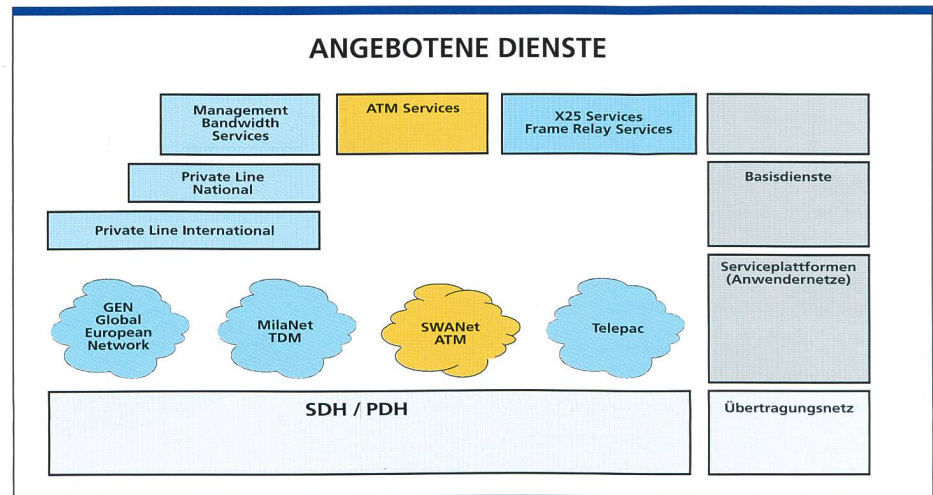 ANGEBOTENE DIENSTE
Management
Bandwidth
Services
ATM Services
X25 Services
Frame Relay Services
Private Line
National
Basisdienste
Private Line International
Serviceplattformen
(Anwendernetze)
GEN
Global
European
Network
MilaNet
TDM
SWANet
ATM
Telepac
SDH / PDH
Übertragungsnetz